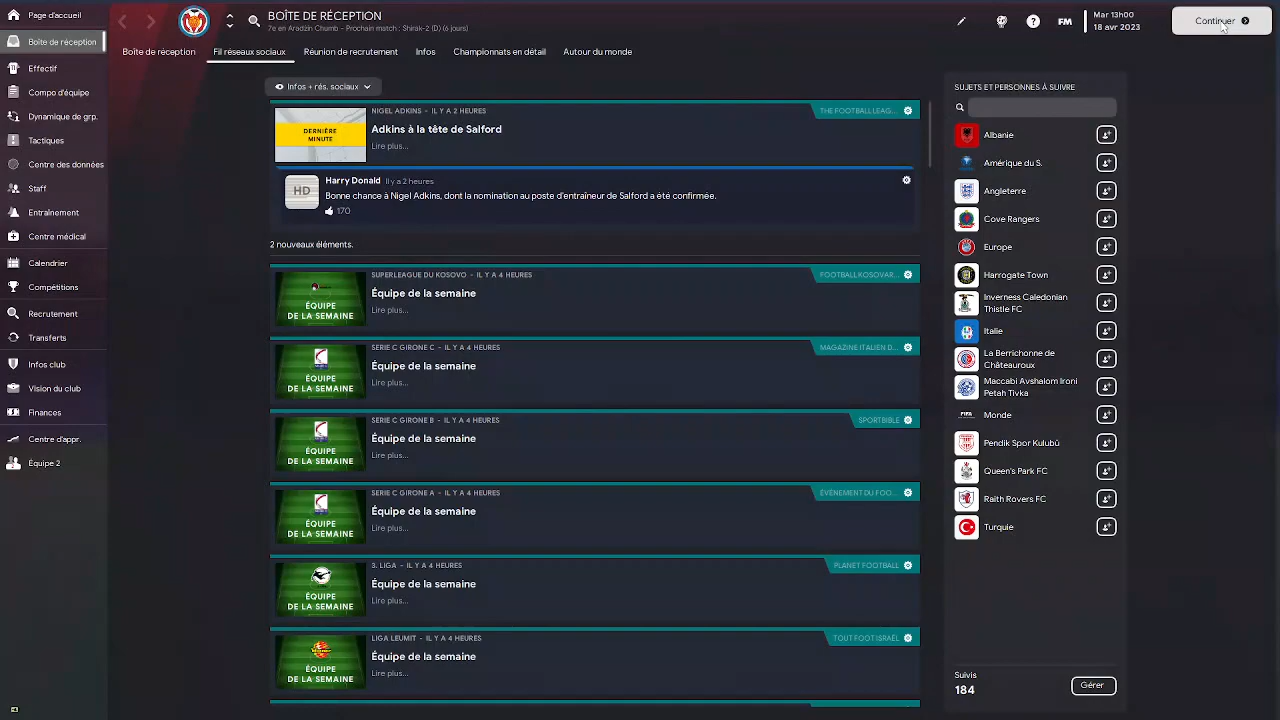 BOÎTE DE RÉCEPTION
7e en Aradzin Chumb - Prochain match : Shirak-2 (D) (6 jours)
FM
Mar 13h00
18 avr 2023
Continuer
Boîte de réception
Effectif
Compo d'équipe
Dynamique de grp.
Tactiques
Centre des données
Staff
Entraînement
Centre médical
Calendrier
Compétitions
Recrutement
Transferts
Infos club
Vision du club
Finances
Centre de dvpt.
Équipe 2
Boîte de réception
Fil réseaux sociaux
Réunion de recrutement
Infos
Championnats en détail
Autour du monde
Infos + rés. sociaux
DERNIÈRE
MINUTE
NIGEL ADKINS - IL Y A 2 HEURES
THE FOOTBALL LEAG...
Adkins à la tête de Salford
Lire plus...
HD
Harry Donald Il y a 2 heures
Bonne chance à Nigel Adkins, dont la nomination au poste d'entraîneur de Salford a été confirmée.
170
2 nouveaux éléments.
SUPERLEAGUE DU KOSOVO - IL Y A 4 HEURES
FOOTBALL KOSOVAR...
Équipe de la semaine
Lire plus...
ÉQUIPE
DE LA SEMAINE
SERIE C GIRONE C - IL Y A 4 HEURES
MAGAZINE ITALIEN D...
Équipe de la semaine
Lire plus...
ÉQUIPE
DE LA SEMAINE
SERIE C GIRONE B - IL Y A 4 HEURES
SPORTBIBLE
Équipe de la semaine
Lire plus...
ÉQUIPE
DE LA SEMAINE
SERIE C GIRONE A - IL Y A 4 HEURES
ÉVÉNEMENT DU FOO...
Équipe de la semaine
Lire plus...
ÉQUIPE
DE LA SEMAINE
3. LIGA - IL Y A 4 HEURES
PLANET FOOTBALL
Équipe de la semaine
Lire plus...
ÉQUIPE
DE LA SEMAINE
LIGA LEUMIT - IL Y A 4 HEURES
TOUT FOOT ISRAËL
Équipe de la semaine
Lire plus...
ÉQUIPE
DE LA SEMAINE
SUJETS ET PERSONNES À SUIVRE
Albanie
Amérique du S.
Angleterre
Cove Rangers
Europe
Harrogate Town
Inverness Caledonian
Thistle FC
Italie
La Berrichonne de
Châteauroux
Maccabi Avshalom Ironi
Petah Tikva
FIFA
Monde
Pendik Spor Kulubü
Queen's Park FC
Raith Rovers FC
Turquie
Suivis
184
Gérer